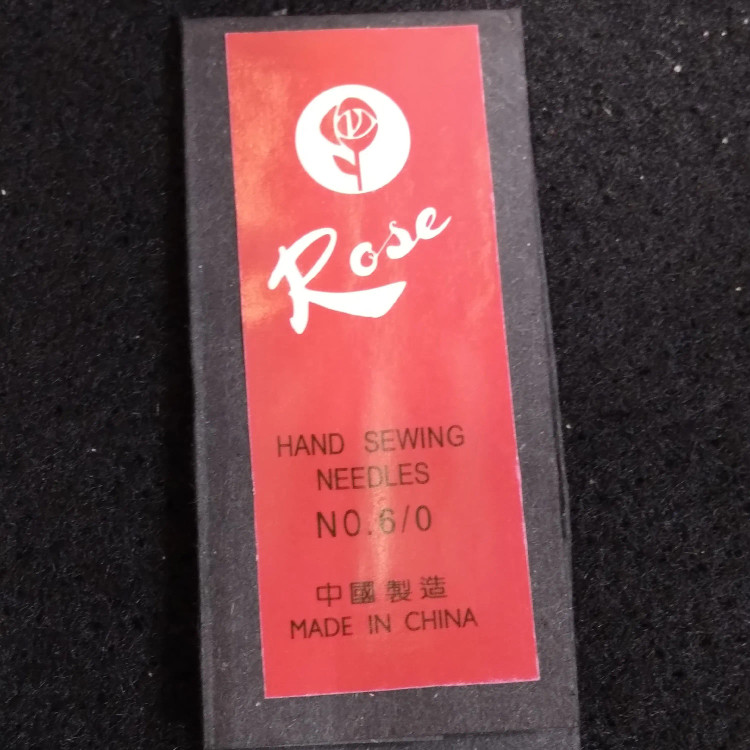 Rose
HAND SEWING
NEEDLES
NO.6/0
中國製造
MADE IN CHINA